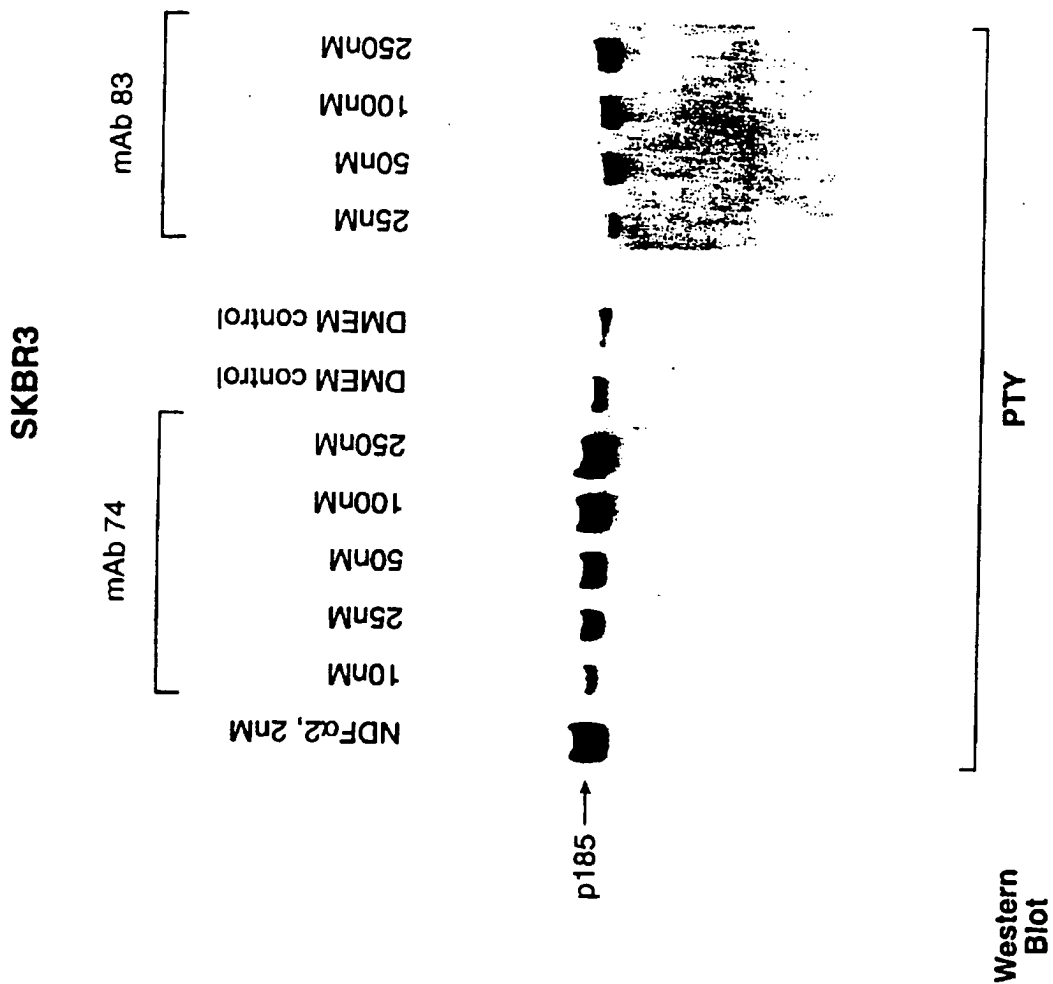 SKBR3
mAb 74
mAb 83
NDFα2, 2nM
10nM
25nM
50nM
100nM
250nM
DMEM control
DMEM control
25nM
50nM
100nM
250nM
p185
Western
Blot
PTY